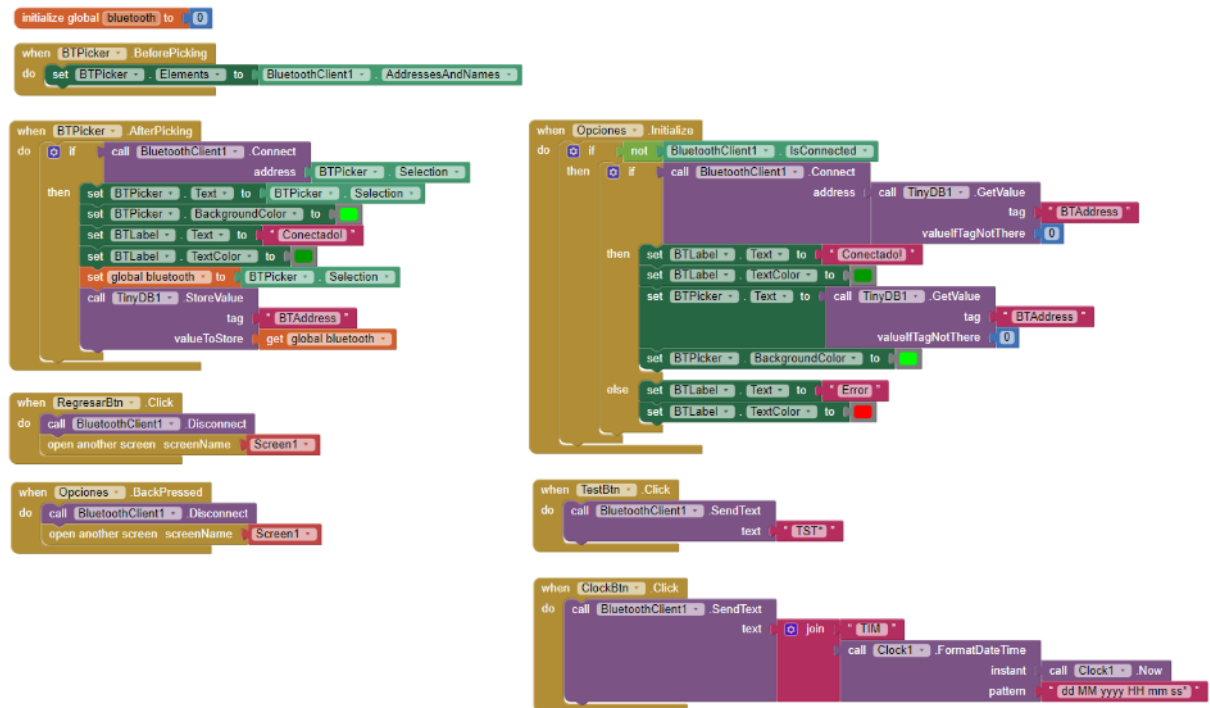 initialize global bluetooth to 0
when BTPicker .BeforePicking
do set BTPicker . Elements to BluetoothClient1 . AddressesAndNames
when BTPicker .AfterPicking
do if call BluetoothClient1 .Connect
address BTPicker . Selection
then set BTPicker . Text to BTPicker . Selection
set BTPicker . BackgroundColor to
set BTLabel . Text to " Conectado! "
set BTLabel . TextColor to
set global bluetooth to BTPicker . Selection
call TinyDB1 .StoreValue
tag " BTAddress "
valueToStore get global bluetooth
when RegresarBtn .Click
do call BluetoothClient1 .Disconnect
open another screen screenName Screen1
when Opciones .BackPressed
do call BluetoothClient1 .Disconnect
open another screen screenName Screen1
when Opciones .Initialize
do if not BluetoothClient1 . IsConnected
then if call BluetoothClient1 .Connect
address call TinyDB1 .GetValue
tag " BTAddress "
valueIfTagNotThere 0
then set BTLabel . Text to " Conectado! "
set BTLabel . TextColor to
set BTPicker . Text to call TinyDB1 .GetValue
tag " BTAddress "
valueIfTagNotThere 0
set BTPicker . BackgroundColor to
else set BTLabel . Text to " Error "
set BTLabel . TextColor to
when TestBtn .Click
do call BluetoothClient1 .SendText
text " TST* "
when ClockBtn .Click
do call BluetoothClient1 .SendText
text join " TIM "
call Clock1 .FormatDateTime
instant call Clock1 .Now
pattern " dd MM yyyy HH mm ss* "